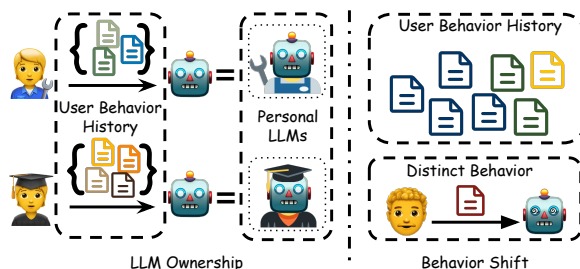 User Behavior
History
Personal
LLMs
LLM Ownership
User Behavior History
Distinct Behavior
Behavior Shift